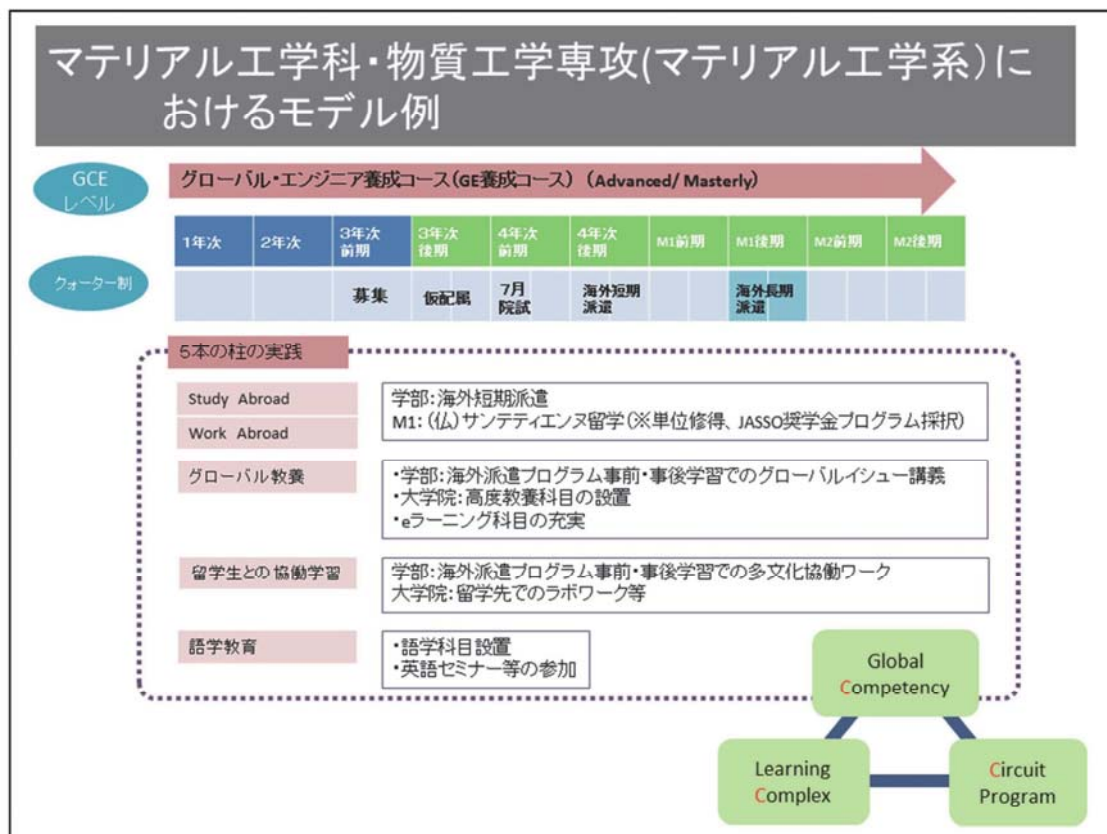 マテリアル工学科・物質工学専攻(マテリアル工学系)に
おけるモデル例
GCE
レベル
グローバル・エンジニア養成コース(GE養成コース) (Advanced/ Masterly)
1年次
2年次
3年次
前期
3年次
後期
4年次
前期
4年次
後期
M1前期
M1後期
M2前期
M2後期
クォーター制
募集
仮配属
7月
院試
海外短期
派遣
海外長期
派遣
5本の柱の実践
Study Abroad
Work Abroad
学部:海外短期派遣
M1:(仏)サンテティエンヌ留学(※単位修得、JASSO奨学金プログラム採択)
グローバル教養
・学部:海外派遣プログラム事前・事後学習でのグローバルイシュー講義
・大学院:高度教養科目の設置
・eラーニング科目の充実
留学生との協働学習
学部:海外派遣プログラム事前・事後学習での多文化協働ワーク
大学院:留学先でのラボワーク等
語学教育
・語学科目設置
・英語セミナー等の参加
Global
Competency
Learning
Complex
Circuit
Program